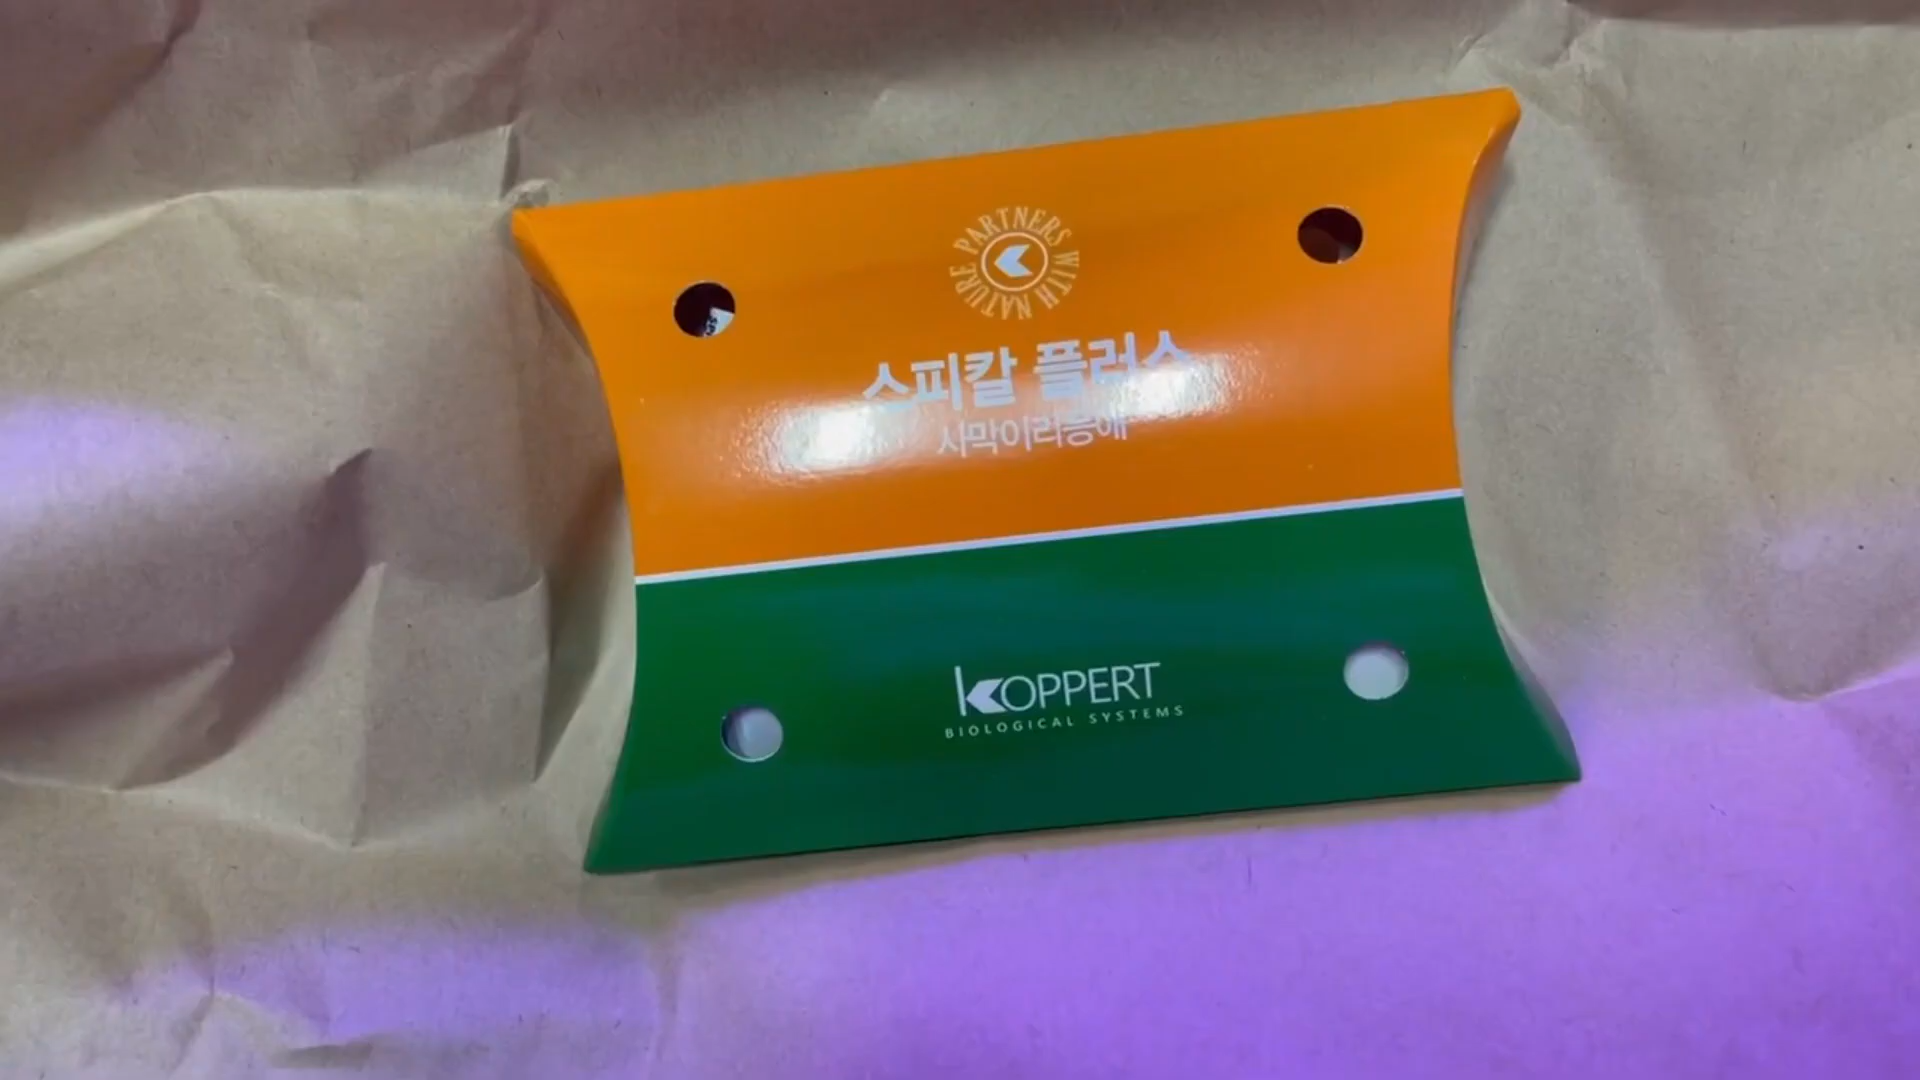 PARTNERS WITH NATURE
스피칼 플러스
사막이리응애
KOPPERT
BIOLOGICAL SYSTEMS